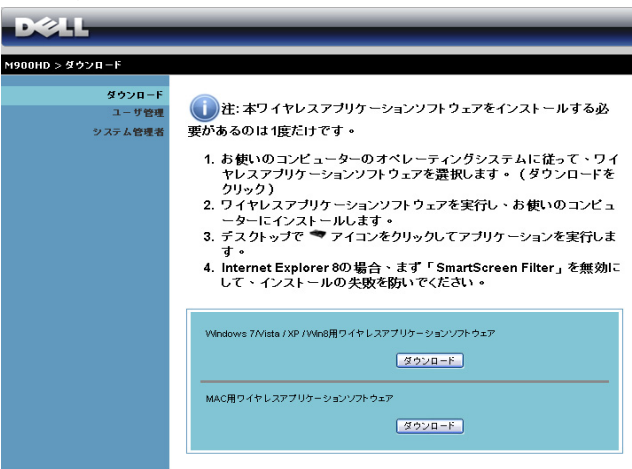 DELL
M900HD > ダウンロード
ダウンロード
ユーザ管理
システム管理者
注: 本ワイヤレスアプリケーションソフトウェアをインストールする必
要があるのは1度だけです。
1. お使いのコンピューターのオペレーティングシステムに従って、ワイ
ヤレスアプリケーションソフトウェアを選択します。（ダウンロードを
クリック）
2. ワイヤレスアプリケーションソフトウェアを実行し、お使いのコンピュ
ーターにインストールします。
3. デスクトップで アイコンをクリックしてアプリケーションを実行しま
す。
4. Internet Explorer 8の場合、まず「SmartScreen Filter」を無効に
して、インストールの失敗を防いでください。
Windows 7/Vista / XP /Win8用ワイヤレスアプリケーションソフトウェア
ダウンロード
MAC用ワイヤレスアプリケーションソフトウェア
ダウンロード